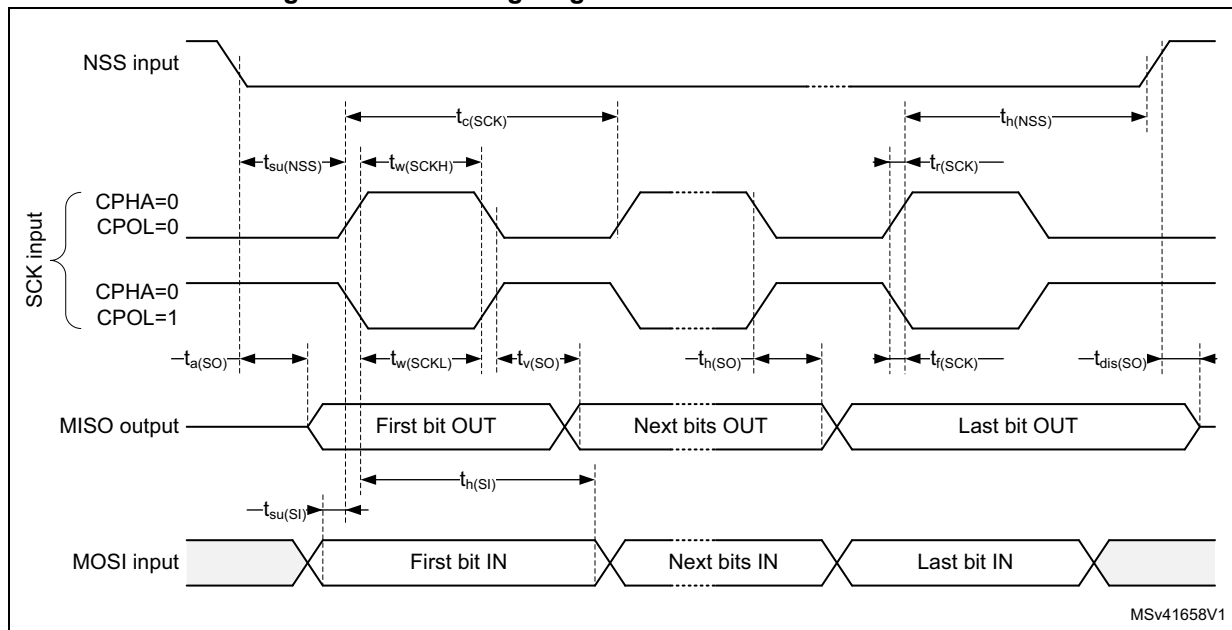 NSS input
tc(SCK)
th(NSS)
tsu(NSS)
tw(SCKH)
tr(SCK)
SCK input
CPHA=0
CPOL=0
CPHA=0
CPOL=1
ta(SO)
tw(SCKL)
tv(SO)
th(SO)
tf(SCK)
tdis(SO)
MISO output
First bit OUT
Next bits OUT
Last bit OUT
th(SI)
tsu(SI)
MOSI input
First bit IN
Next bits IN
Last bit IN
MSv41658V1